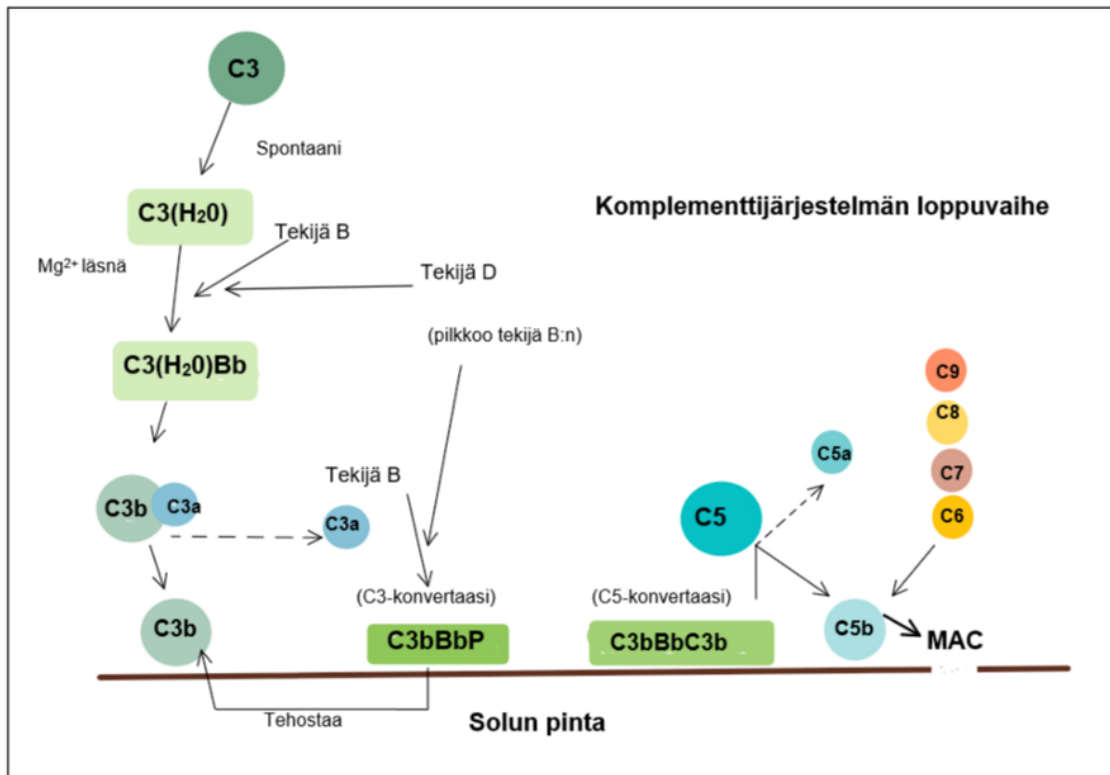 C3
Spontaani
C3(H₂0)
Komplementtijärjestelmän loppuvaihe
Tekijä B
Mg²⁺ läsnä
Tekijä D
(pilkkoo tekijä B:n)
C3(H₂0)Bb
C9
C8
C5a
C7
Tekijä B
C3b
C3a
C3a
C5
C6
(C3-konvertaasi)
(C5-konvertaasi)
C3b
C3bBbP
C3bBbC3b
C5b
MAC
Tehostaa
Solun pinta